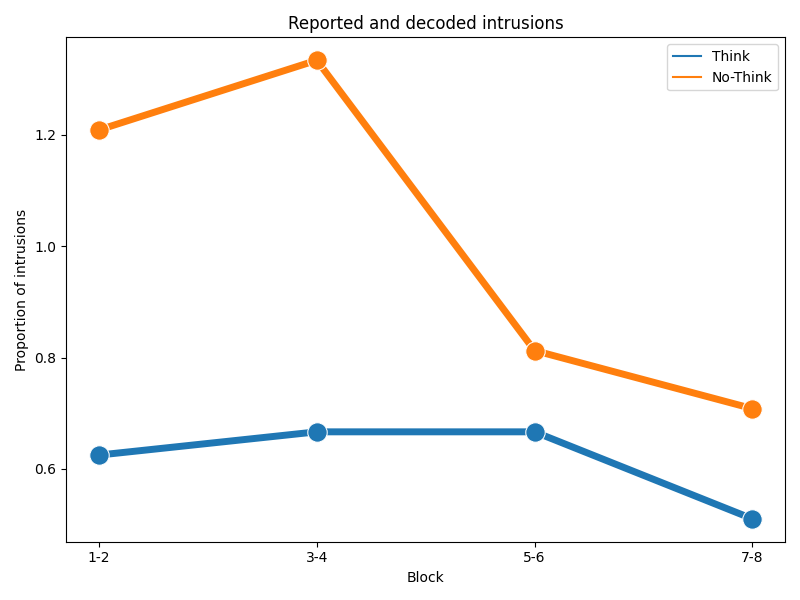 Reported and decoded intrusions
Think
No-Think
Proportion of intrusions
1.2
1.0
0.8
0.6
1-2
3-4
5-6
7-8
Block